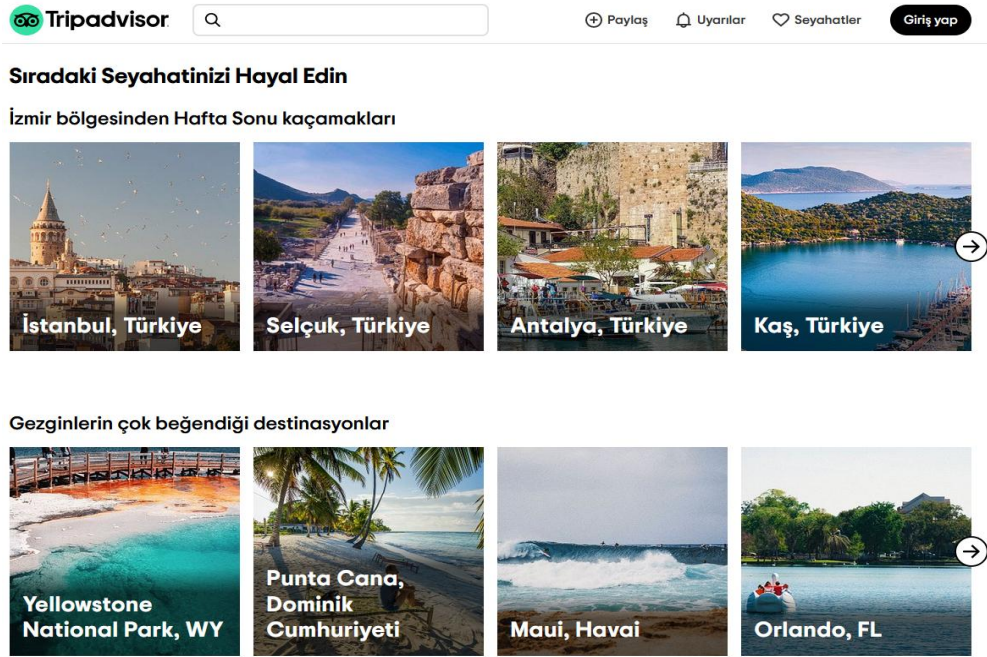 Tripadvisor
Paylaş
Uyarılar
Seyahatler
Giriş yap
Sıradaki Seyahatinizi Hayal Edin
İzmir bölgesinden Hafta Sonu kaçamakları
İstanbul, Türkiye
Selçuk, Türkiye
Antalya, Türkiye
Kaş, Türkiye
Gezginlerin çok beğendiği destinasyonlar
Yellowstone
National Park, WY
Punta Cana,
Dominik
Cumhuriyeti
Maui, Havai
Orlando, FL